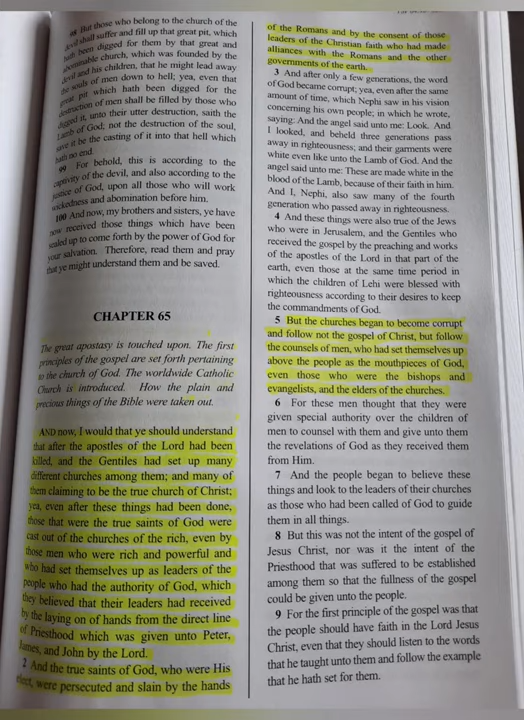 98 But those who belong to the church of the
devil shall suffer and fill up that great pit, which
hath been digged for them by that great and
abominable church, which was founded by the
devil and his children, that he might lead away
the souls of men down to hell; yea, even that
great pit which hath been digged for the
destruction of men shall be filled by those who
digged it, unto their utter destruction, saith the
Lamb of God; not the destruction of the soul,
save it be the casting of it into that hell which
hath no end.
99 For behold, this is according to the
captivity of the devil, and also according to the
justice of God, upon all those who will work
wickedness and abomination before him.
100 And now, my brothers and sisters, ye have
now received those things which have been
sealed up to come forth by the power of God for
your salvation. Therefore, read them and pray
that ye might understand them and be saved.
CHAPTER 65
The great apostasy is touched upon. The first
principles of the gospel are set forth pertaining
to the church of God. The worldwide Catholic
Church is introduced. How the plain and
precious things of the Bible were taken out.
AND now, I would that ye should understand
that after the apostles of the Lord had been
killed, and the Gentiles had set up many
different churches among them; and many of
them claiming to be the true church of Christ;
yea, even after these things had been done,
those that were the true saints of God were
cast out of the churches of the rich, even by
those men who were rich and powerful and
who had set themselves up as leaders of the
people who had the authority of God, which
they believed that their leaders had received
by the laying on of hands from the direct line
of Priesthood which was given unto Peter,
James, and John by the Lord.
2 And the true saints of God, who were His
elect, were persecuted and slain by the hands
of the Romans and by the consent of those
leaders of the Christian faith who had made
alliances with the Romans and the other
governments of the earth.
3 And after only a few generations, the word
of God became corrupt; yea, even after the same
amount of time, which Nephi saw in his vision
concerning his own people; in which he wrote,
saying: And the angel said unto me: Look. And
I looked, and beheld three generations pass
away in righteousness; and their garments were
white even like unto the Lamb of God. And the
angel said unto me: These are made white in the
blood of the Lamb, because of their faith in him.
And I, Nephi, also saw many of the fourth
generation who passed away in righteousness.
4 And these things were also true of the Jews
who were in Jerusalem, and the Gentiles who
received the gospel by the preaching and works
of the apostles of the Lord in that part of the
earth, even those at the same time period in
which the children of Lehi were blessed with
righteousness according to their desires to keep
the commandments of God.
5 But the churches began to become corrupt
and follow not the gospel of Christ, but follow
the counsels of men, who had set themselves up
above the people as the mouthpieces of God,
even those who were the bishops and
evangelists, and the elders of the churches.
6 For these men thought that they were
given special authority over the children of
men to counsel with them and give unto them
the revelations of God as they received them
from Him.
7 And the people began to believe these
things and look to the leaders of their churches
as those who had been called of God to guide
them in all things.
8 But this was not the intent of the gospel of
Jesus Christ, nor was it the intent of the
Priesthood that was suffered to be established
among them so that the fullness of the gospel
could be given unto the people.
9 For the first principle of the gospel was that
the people should have faith in the Lord Jesus
Christ, even that they should listen to the words
that he taught unto them and follow the example
that he hath set for them.